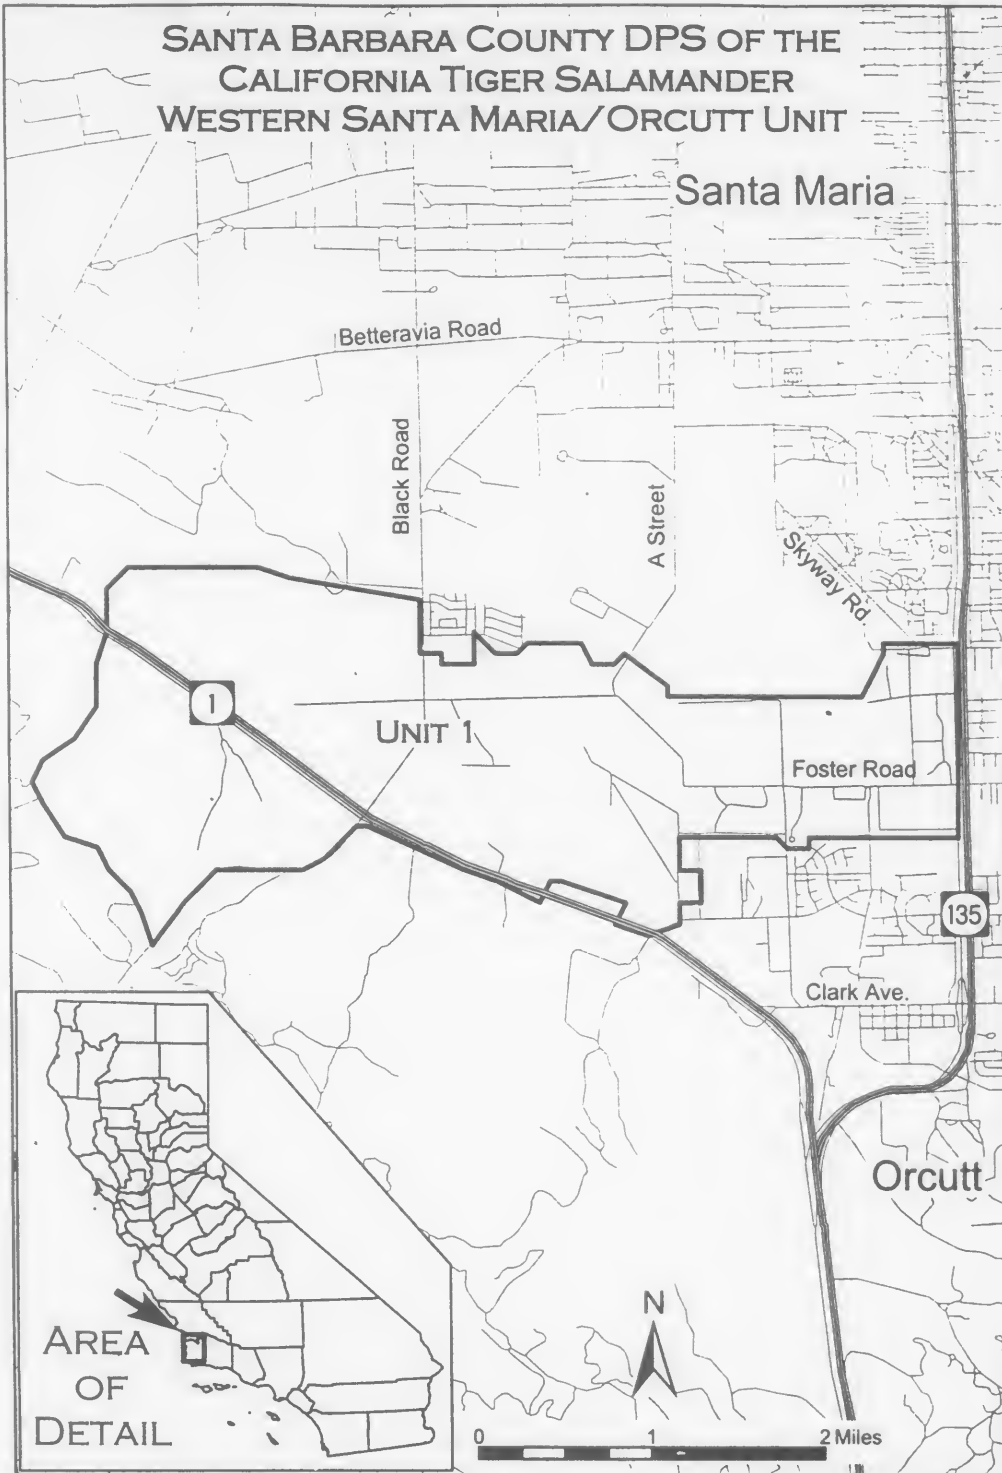 SANTA BARBARA COUNTY DPS OF THE
CALIFORNIA TIGER SALAMANDER
WESTERN SANTA MARIA/ORCUTT UNIT
Santa Maria
Betteravia Road
Black Road
A Street
Skyway Rd.
1
UNIT 1
Foster Road
135
Clark Ave.
Orcutt
AREA
OF
DETAIL
N
0 1 2 Miles